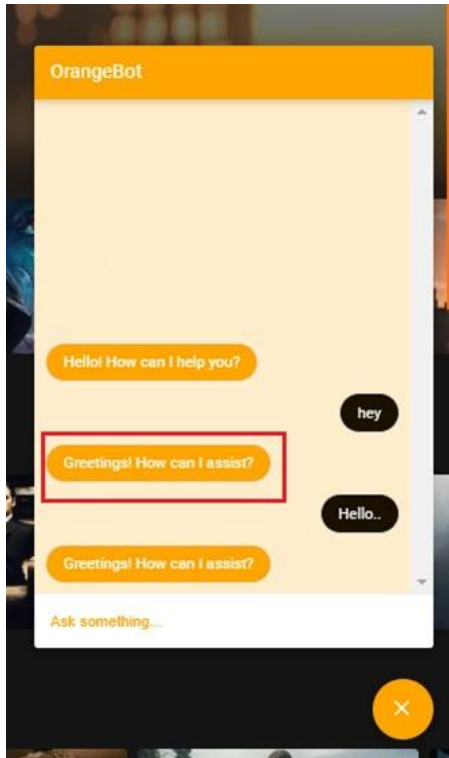 OrangeBot
Hello! How can I help you?
hey
Greetings! How can I assist?
Hello..
Greetings! How can I assist?
Ask something...